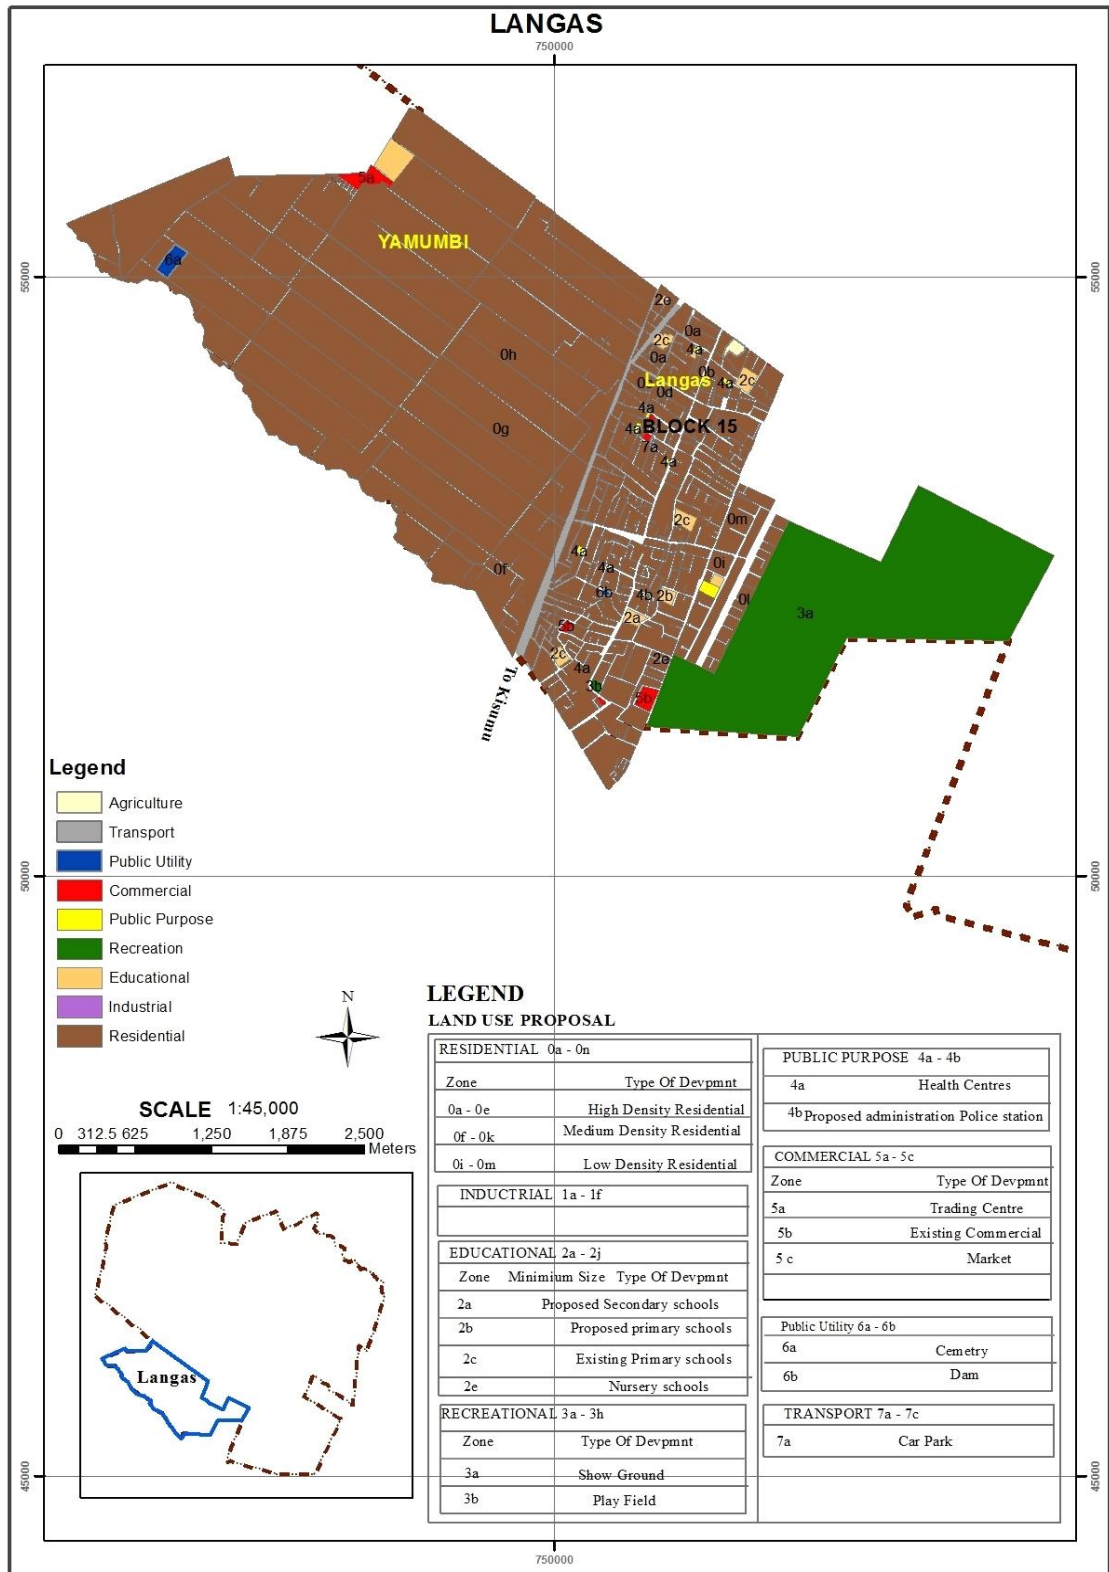 LANGAS
750000
5a
YAMUMBI
55000
55000
6a
2e
0a
2c
4a
0a
0h
0b
Langas
4a
2c
0d
4a
0g
4a
BLOCK 15
7a
4a
2c
0m
4a
0i
0f
4a
6b
4b
2b
0l
3a
2a
5b
2c
2e
4a
3b
5b
To Kisumu
Legend
Agriculture
Transport
Public Utility
Commercial
Public Purpose
Recreation
Educational
Industrial
Residential
50000
50000
N
SCALE 1:45,000
0 312.5 625 1,250 1,875 2,500
Meters
Langas
LEGEND
LAND USE PROPOSAL
RESIDENTIAL 0a - 0n
Zone Type Of Devpmnt
0a - 0e High Density Residential
0f - 0k Medium Density Residential
0i - 0m Low Density Residential
INDUCTRIAL 1a - 1f
EDUCATIONAL 2a - 2j
Zone Minimium Size Type Of Devpmnt
2a Proposed Secondary schools
2b Proposed primary schools
2c Existing Primary schools
2e Nursery schools
RECREATIONAL 3a - 3h
Zone Type Of Devpmnt
3a Show Ground
3b Play Field
PUBLIC PURPOSE 4a - 4b
4a Health Centres
4b Proposed administration Police station
COMMERCIAL 5a - 5c
Zone Type Of Devpmnt
5a Trading Centre
5b Existing Commercial
5 c Market
Public Utility 6a - 6b
6a Cemetry
6b Dam
TRANSPORT 7a - 7c
7a Car Park
45000
45000
750000